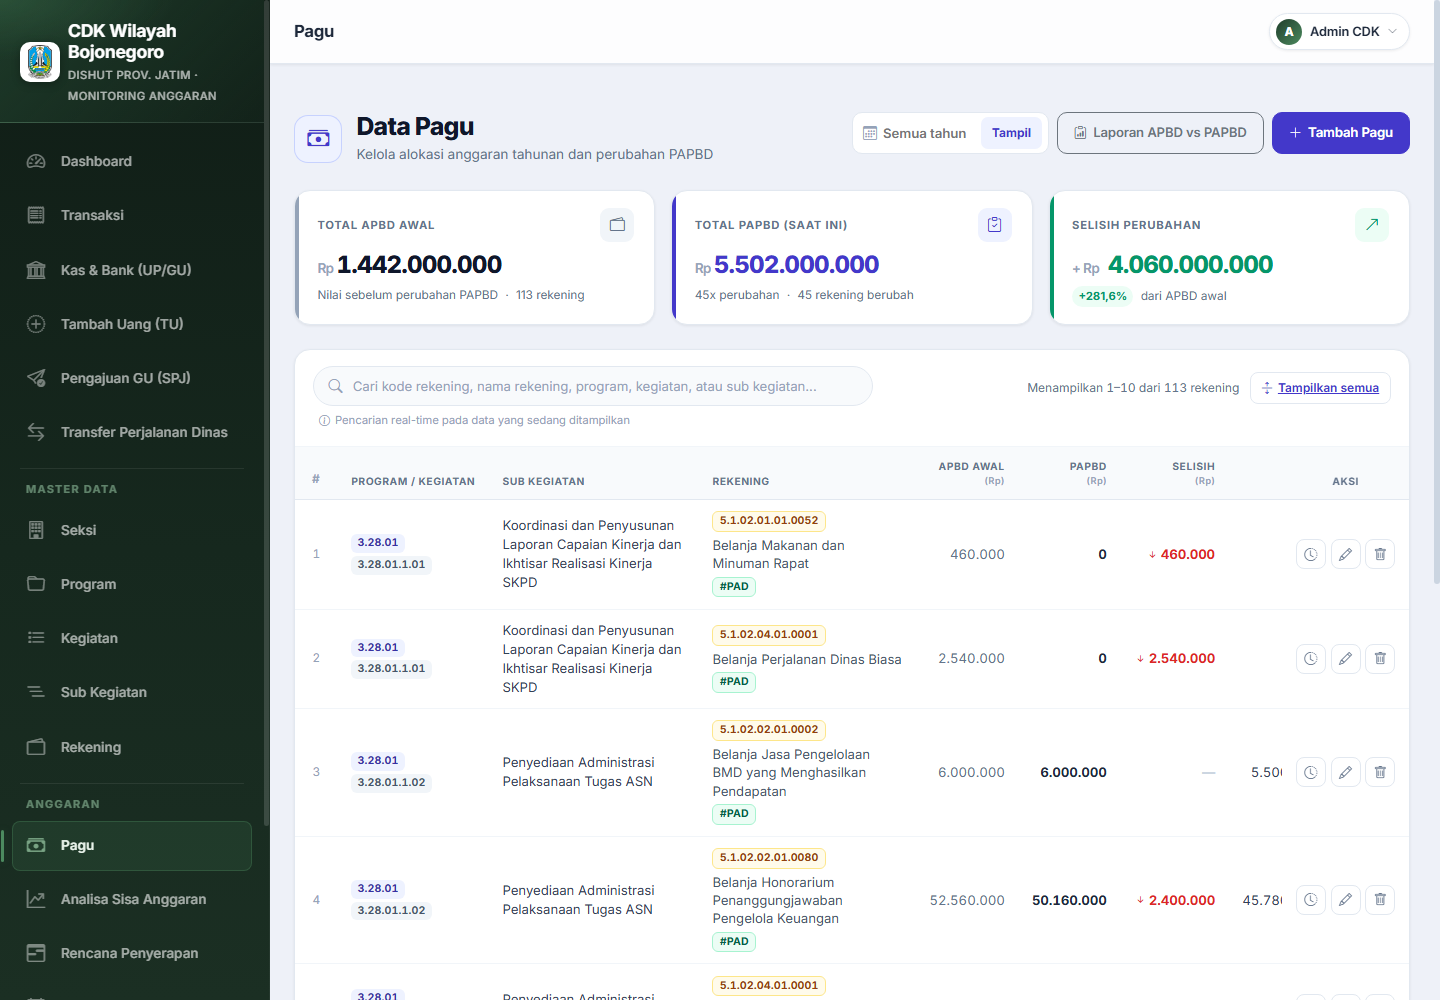 CDK Wilayah
Bojonegoro
DISHUT PROV. JATIM ·
MONITORING ANGGARAN
Dashboard
Transaksi
Kas & Bank (UP/GU)
Tambah Uang (TU)
Pengajuan GU (SPJ)
Transfer Perjalanan Dinas
MASTER DATA
Seksi
Program
Kegiatan
Sub Kegiatan
Rekening
ANGGARAN
Pagu
Analisa Sisa Anggaran
Rencana Penyerapan
Pagu
A Admin CDK
Data Pagu
Kelola alokasi anggaran tahunan dan perubahan PAPBD
Semua tahun Tampil
Laporan APBD vs PAPBD
+ Tambah Pagu
TOTAL APBD AWAL
Rp 1.442.000.000
Nilai sebelum perubahan PAPBD · 113 rekening
TOTAL PAPBD (SAAT INI)
Rp 5.502.000.000
45x perubahan · 45 rekening berubah
SELISIH PERUBAHAN
+ Rp 4.060.000.000
+281,6% dari APBD awal
Cari kode rekening, nama rekening, program, kegiatan, atau sub kegiatan...
Pencarian real-time pada data yang sedang ditampilkan
Menampilkan 1–10 dari 113 rekening
Tampilkan semua
# PROGRAM / KEGIATAN SUB KEGIATAN REKENING APBD AWAL (Rp) PAPBD (Rp) SELISIH (Rp) AKSI
1
3.28.01
3.28.01.1.01
Koordinasi dan Penyusunan
Laporan Capaian Kinerja dan
Ikhtisar Realisasi Kinerja
SKPD
5.1.02.01.01.0052
Belanja Makanan dan
Minuman Rapat
#PAD
460.000
0
↓ 460.000
2
3.28.01
3.28.01.1.01
Koordinasi dan Penyusunan
Laporan Capaian Kinerja dan
Ikhtisar Realisasi Kinerja
SKPD
5.1.02.04.01.0001
Belanja Perjalanan Dinas Biasa
#PAD
2.540.000
0
↓ 2.540.000
3
3.28.01
3.28.01.1.02
Penyediaan Administrasi
Pelaksanaan Tugas ASN
5.1.02.02.01.0002
Belanja Jasa Pengelolaan
BMD yang Menghasilkan
Pendapatan
#PAD
6.000.000
6.000.000
—
5.50
4
3.28.01
3.28.01.1.02
Penyediaan Administrasi
Pelaksanaan Tugas ASN
5.1.02.02.01.0080
Belanja Honorarium
Penanggungjawaban
Pengelola Keuangan
#PAD
52.560.000
50.160.000
↓ 2.400.000
45.78
3.28.01
Penyediaan Administrasi
5.1.02.04.01.0001